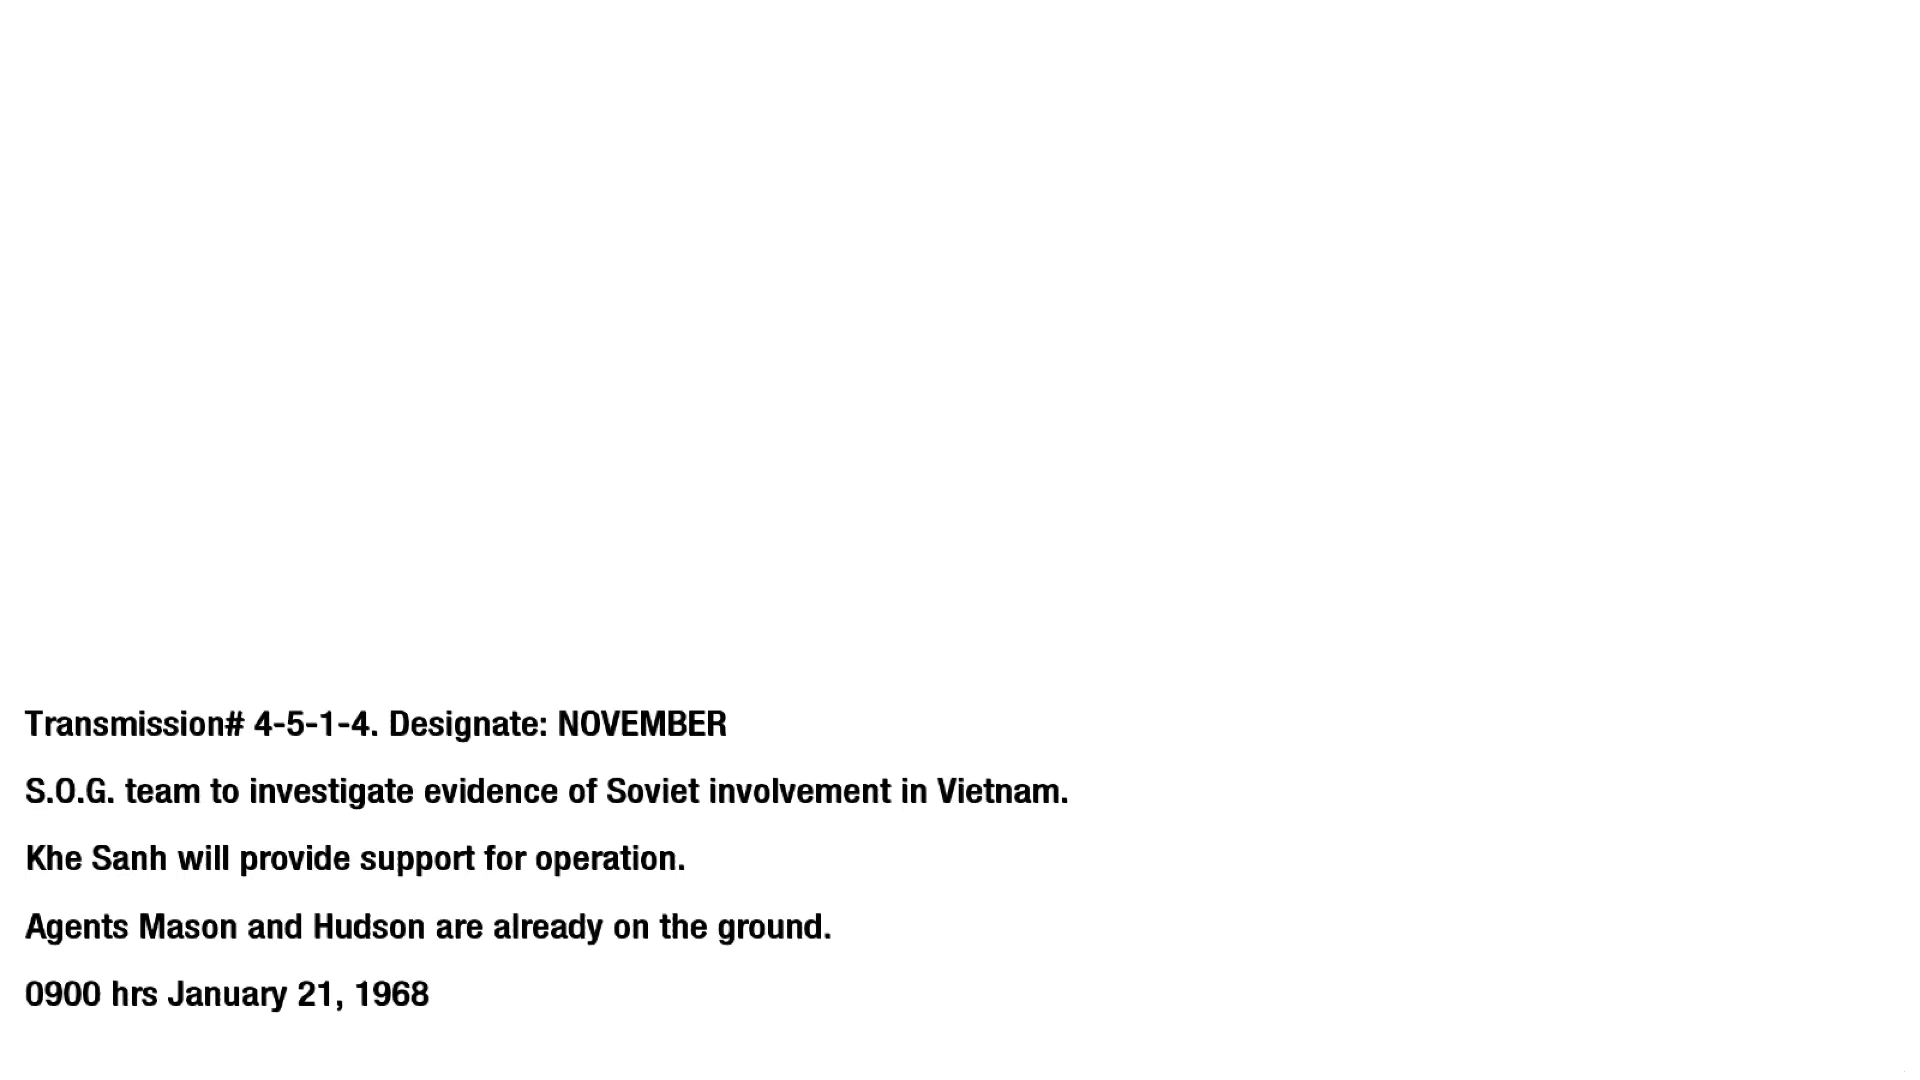 Transmission# 4-5-1-4. Designate: NOVEMBER
S.O.G. team to investigate evidence of Soviet involvement in Vietnam.
Khe Sanh will provide support for operation.
Agents Mason and Hudson are already on the ground.
0900 hrs January 21, 1968